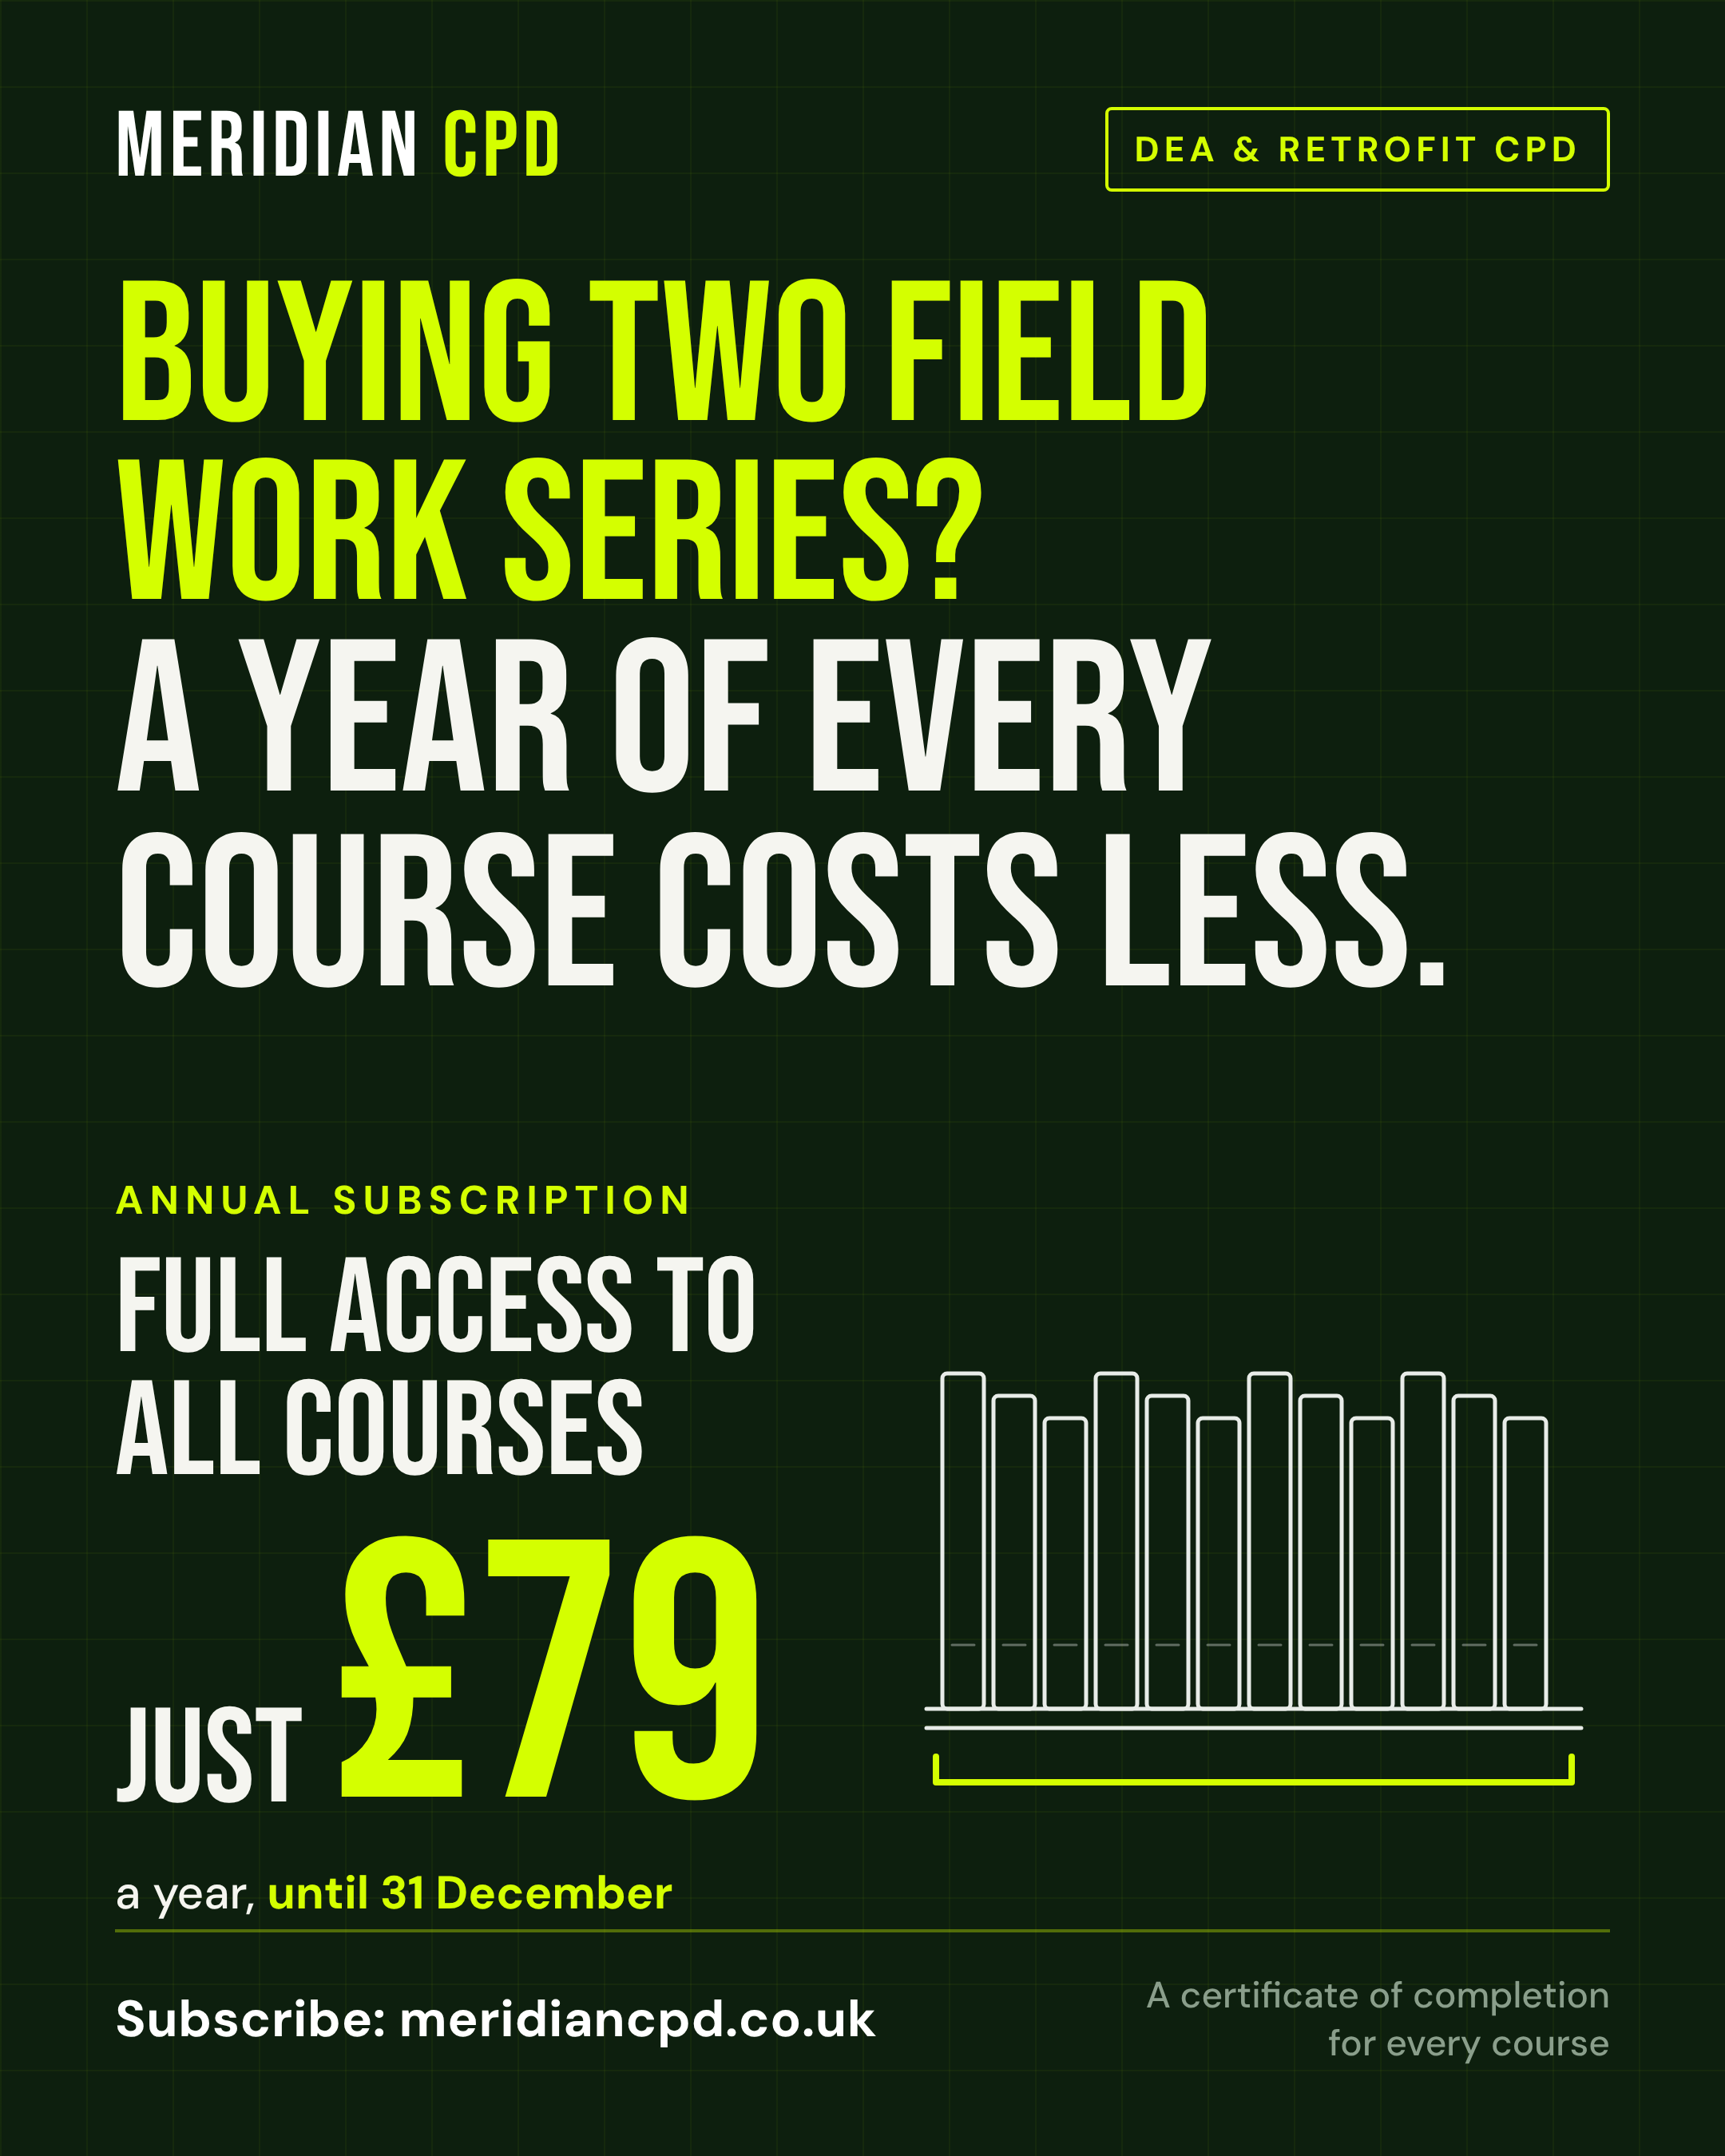 MERIDIAN CPD
DEA & RETROFIT CPD
BUYING TWO FIELD
WORK SERIES?
A YEAR OF EVERY
COURSE COSTS LESS.
ANNUAL SUBSCRIPTION
FULL ACCESS TO
ALL COURSES
JUST £79
a year, until 31 December
Subscribe: meridiancpd.co.uk
A certificate of completion
for every course